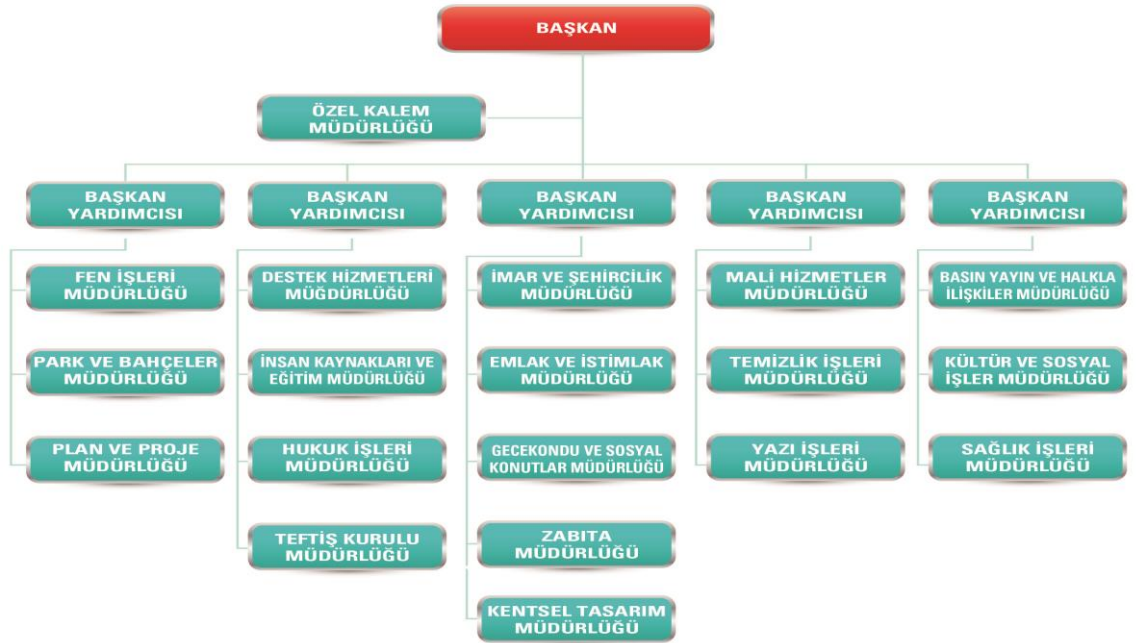 BAŞKAN
ÖZEL KALEM
MÜDÜRLÜĞÜ
BAŞKAN
YARDIMCISI
FEN İŞLERİ
MÜDÜRLÜĞÜ
PARK VE BAHÇELER
MÜDÜRLÜĞÜ
PLAN VE PROJE
MÜDÜRLÜĞÜ
BAŞKAN
YARDIMCISI
DESTEK HİZMETLERİ
MÜĞDÜRLÜĞÜ
İNSAN KAYNAKLARI VE
EĞİTİM MÜDÜRLÜĞÜ
HUKUK İŞLERİ
MÜDÜRLÜĞÜ
TEFTİŞ KURULU
MÜDÜRLÜĞÜ
BAŞKAN
YARDIMCISI
İMAR VE ŞEHİRCİLİK
MÜDÜRLÜĞÜ
EMLAK VE İSTİMLAK
MÜDÜRLÜĞÜ
GECEKONDU VE SOSYAL
KONUTLAR MÜDÜRLÜĞÜ
ZABITA
MÜDÜRLÜĞÜ
KENTSEL TASARIM
MÜDÜRLÜĞÜ
BAŞKAN
YARDIMCISI
MALİ HİZMETLER
MÜDÜRLÜĞÜ
TEMİZLİK İŞLERİ
MÜDÜRLÜĞÜ
YAZI İŞLERİ
MÜDÜRLÜĞÜ
BAŞKAN
YARDIMCISI
BASIN YAYIN VE HALKLA
İLİŞKİLER MÜDÜRLÜĞÜ
KÜLTÜR VE SOSYAL
İŞLER MÜDÜRLÜĞÜ
SAĞLIK İŞLERİ
MÜDÜRLÜĞÜ